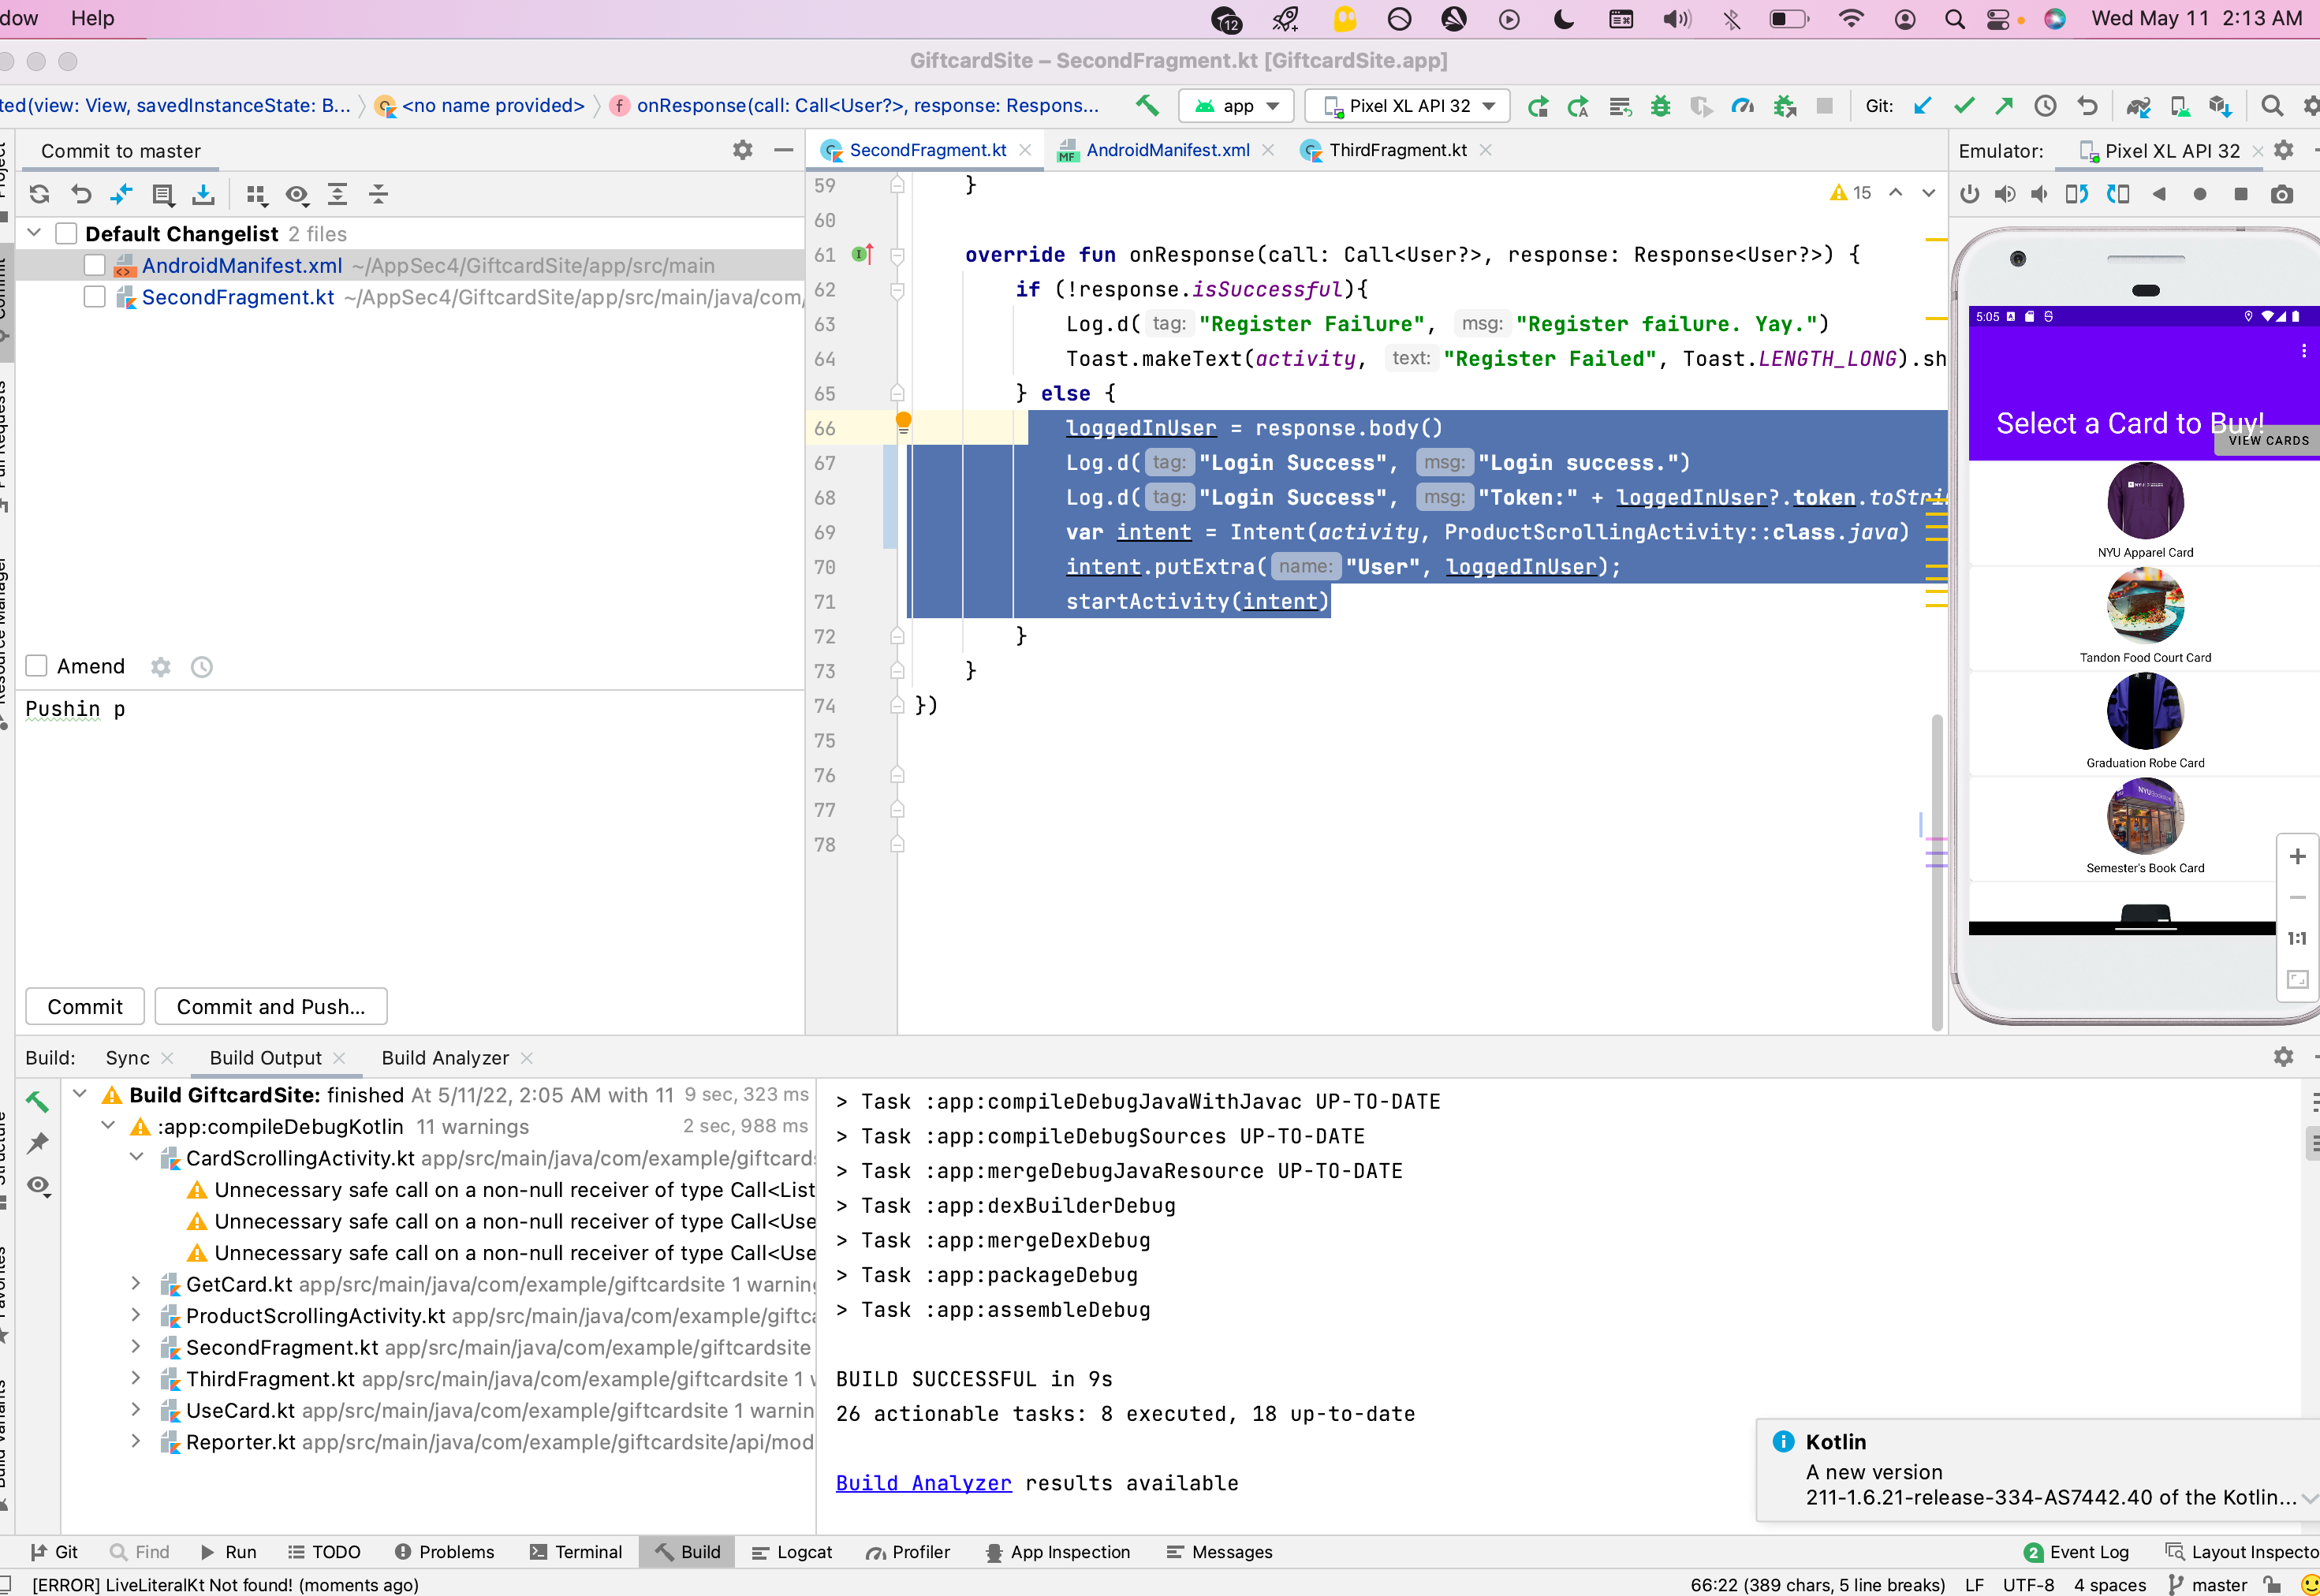 dow Help
12
Wed May 11 2:13 AM
GiftcardSite – SecondFragment.kt [GiftcardSite.app]
ted(view: View, savedInstanceState: B... <no name provided> f onResponse(call: Call<User?>, response: Respons... app Pixel XL API 32 Git:
Commit to master
SecondFragment.kt MF AndroidManifest.xml ThirdFragment.kt
Emulator: Pixel XL API 32
Default Changelist 2 files
AndroidManifest.xml ~/AppSec4/GiftcardSite/app/src/main
SecondFragment.kt ~/AppSec4/GiftcardSite/app/src/main/java/com/
Amend
Pushin p
Commit
Commit and Push...
15
59 }
60
61 override fun onResponse(call: Call<User?>, response: Response<User?>) {
62 if (!response.isSuccessful){
63 Log.d( tag: "Register Failure", msg: "Register failure. Yay.")
64 Toast.makeText(activity, text: "Register Failed", Toast.LENGTH_LONG).sh
65 } else {
66 loggedInUser = response.body()
67 Log.d( tag: "Login Success", msg: "Login success.")
68 Log.d( tag: "Login Success", msg: "Token:" + loggedInUser?.token.toStri
69 var intent = Intent(activity, ProductScrollingActivity::class.java)
70 intent.putExtra( name: "User", loggedInUser);
71 startActivity(intent)
72 }
73 }
74 })
75
76
77
78
5:05
Select a Card to Buy!
VIEW CARDS
NYU Apparel Card
Tandon Food Court Card
Graduation Robe Card
Semester's Book Card
1:1
Project
Commit
Pull Requests
Resource Manager
Structure
Favorites
Build Variants
Build: Sync Build Output Build Analyzer
Build GiftcardSite: finished At 5/11/22, 2:05 AM with 11 9 sec, 323 ms
:app:compileDebugKotlin 11 warnings 2 sec, 988 ms
CardScrollingActivity.kt app/src/main/java/com/example/giftcards
Unnecessary safe call on a non-null receiver of type Call<List
Unnecessary safe call on a non-null receiver of type Call<Use
Unnecessary safe call on a non-null receiver of type Call<Use
GetCard.kt app/src/main/java/com/example/giftcardsite 1 warning
ProductScrollingActivity.kt app/src/main/java/com/example/giftca
SecondFragment.kt app/src/main/java/com/example/giftcardsite
ThirdFragment.kt app/src/main/java/com/example/giftcardsite 1 w
UseCard.kt app/src/main/java/com/example/giftcardsite 1 warnin
Reporter.kt app/src/main/java/com/example/giftcardsite/api/mod
> Task :app:compileDebugJavaWithJavac UP-TO-DATE
> Task :app:compileDebugSources UP-TO-DATE
> Task :app:mergeDebugJavaResource UP-TO-DATE
> Task :app:dexBuilderDebug
> Task :app:mergeDexDebug
> Task :app:packageDebug
> Task :app:assembleDebug
BUILD SUCCESSFUL in 9s
26 actionable tasks: 8 executed, 18 up-to-date
Build Analyzer results available
Kotlin
A new version
211-1.6.21-release-334-AS7442.40 of the Kotlin...
Git Find Run TODO Problems Terminal Build Logcat Profiler App Inspection Messages 2 Event Log Layout Inspecto
[ERROR] LiveLiteralKt Not found! (moments ago) 66:22 (389 chars, 5 line breaks) LF UTF-8 4 spaces master